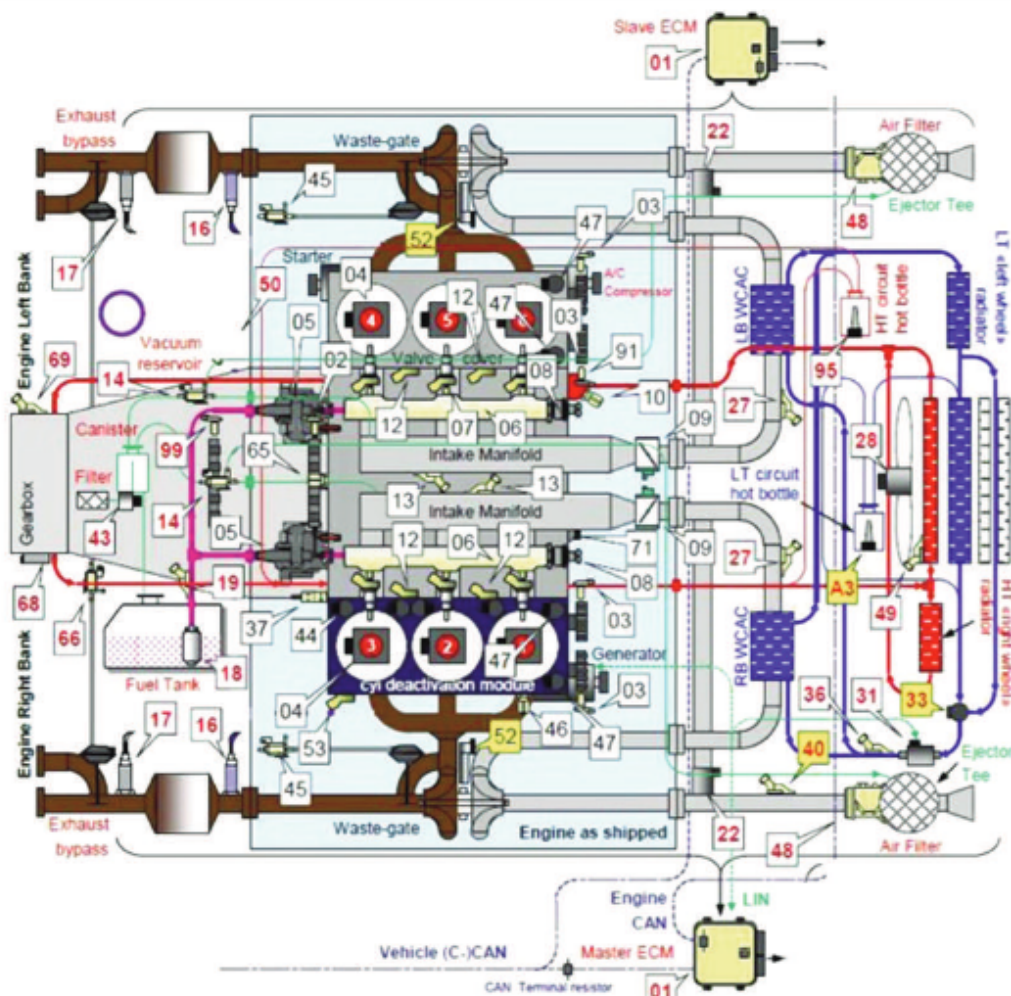 Slave ECM
01
Exhaust
bypass
Waste-gate
22
Air Filter
45
47
03
48
Ejector Tee
16
17
52
Starter
04
12
47
A/C
Compressor
50
4
5
03
LB WCAC
HT circuit
hot bottle
LT <left wheel>
radiator
Engine Left Bank
Vacuum
reservoir
05
02
Valve cover
08
91
95
69
14
10
27
Canister
99
12
07
06
09
28
65
Intake Manifold
Filter
13
13
LT circuit
hot bottle
Gearbox
43
14
Intake Manifold
05
12
06
12
71
09
27
68
19
08
A3
49
66
37
44
03
radiator
18
3
2
47
Generator
Fuel Tank
cyl deactivation module
RB WCAC
33
Engine Right Bank
04
03
36
31
17
16
53
52
46
47
40
Ejector
Tee
45
Exhaust
bypass
Waste-gate
Engine as shipped
22
48
Air Filter
Engine
CAN
LIN
Vehicle (C-)CAN
Master ECM
CAN Terminal resistor
01